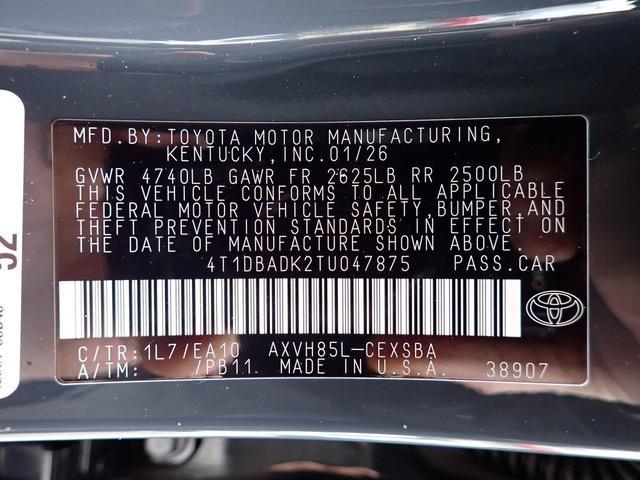 MFD. BY: TOYOTA MOTOR MANUFACTURING,
KENTUCKY, INC. 01/26
GVWR 4740LB GAWR FR 2625LB RR 2500LB
THIS VEHICLE CONFORMS TO ALL APPLICABLE
FEDERAL MOTOR VEHICLE SAFETY, BUMPER, AND
THEFT PREVENTION STANDARDS IN EFFECT ON
THE DATE OF MANUFACTURE SHOWN ABOVE.
4T1DBADK2TU047875 PASS. CAR
C/TR: 1L7/EA10 AXVH85L-CEXSBA
A/TM: /PB11. MADE IN U.S.A. 38907
52